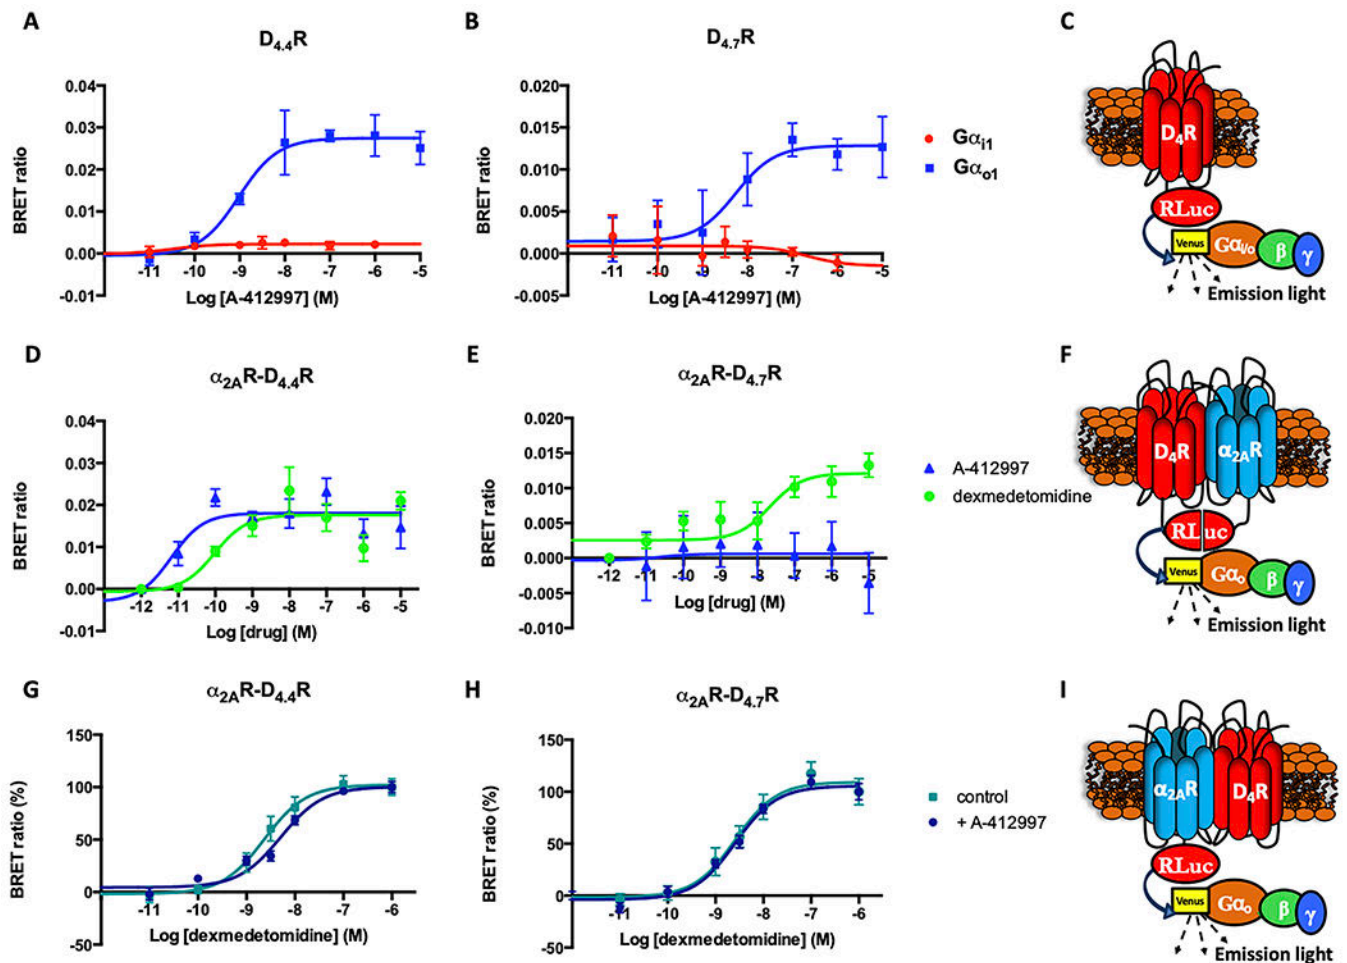 A
D4.4R
BRET ratio
0.04
0.03
0.02
0.01
0.00
-0.01
-11 -10 -9 -8 -7 -6 -5
Log [A-412997] (M)
B
D4.7R
BRET ratio
0.020
0.015
0.010
0.005
0.000
-0.005
-11 -10 -9 -8 -7 -6 -5
Log [A-412997] (M)
Gαi1
Gαo1
C
D4R
RLuc
Venus Gαi/o β γ
Emission light
D
α2AR-D4.4R
BRET ratio
0.04
0.03
0.02
0.01
0.00
-0.01
-12 -11 -10 -9 -8 -7 -6 -5
Log [drug] (M)
E
α2AR-D4.7R
BRET ratio
0.020
0.015
0.010
0.005
0.000
-0.005
-0.010
-12 -11 -10 -9 -8 -7 -6 -5
Log [drug] (M)
A-412997
dexmedetomidine
F
D4R α2AR
RLuc
Venus Gαo β γ
Emission light
G
α2AR-D4.4R
BRET ratio (%)
150
100
50
0
-50
-11 -10 -9 -8 -7 -6
Log [dexmedetomidine] (M)
H
α2AR-D4.7R
BRET ratio (%)
150
100
50
0
-50
-11 -10 -9 -8 -7 -6
Log [dexmedetomidine] (M)
control
+ A-412997
I
α2AR D4R
RLuc
Venus Gαo β γ
Emission light